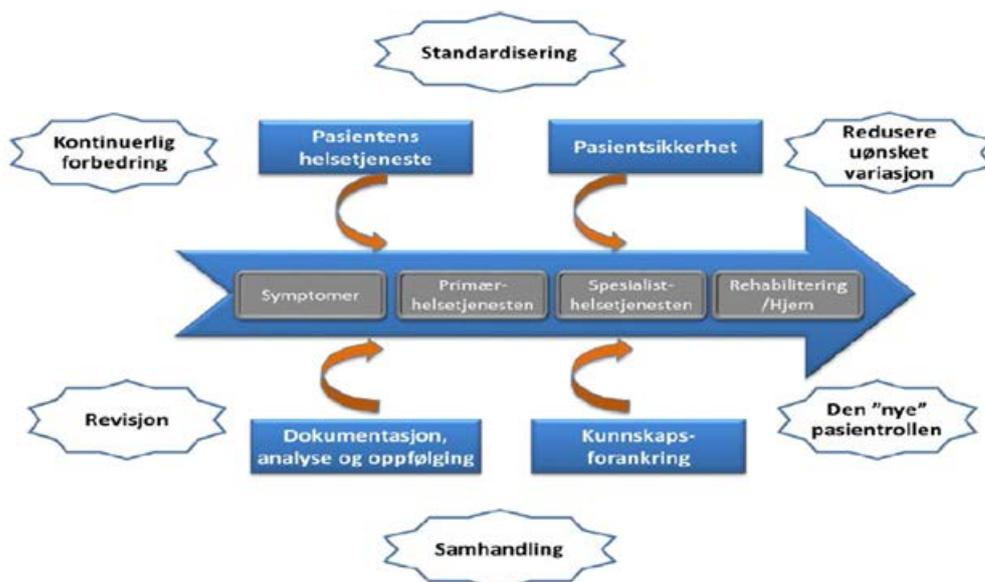 Standardisering
Kontinuerlig
forbedring
Pasientens
helsetjeneste
Pasientsikkerhet
Redusere
uønsket
variasjon
Symptomer
Primær-
helsetjenesten
Spesialist-
helsetjenesten
Rehabilitering
/Hjem
Revisjon
Dokumentasjon,
analyse og oppfølging
Kunnskaps-
forankring
Den ”nye”
pasientrollen
Samhandling